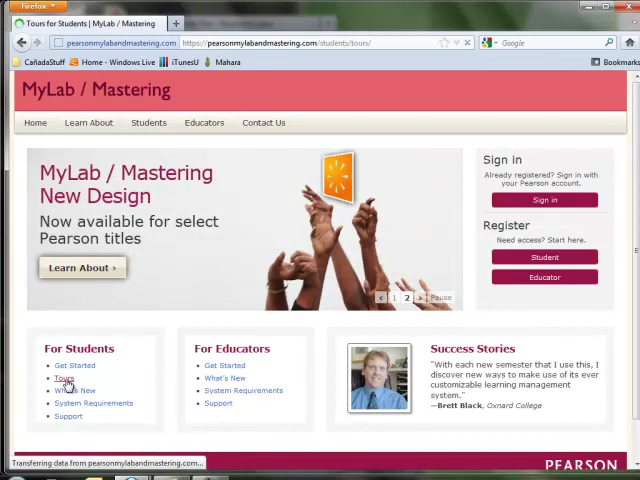 Firefox
Tours for Students | MyLab / Mastering
pearsonmylabandmastering.com
https://pearsonmylabandmastering.com/students/tours/
Google
CañadaStuff
Home - Windows Live
iTunesU
Mahara
Bookmarks
MyLab / Mastering
Home
Learn About
Students
Educators
Contact Us
MyLab / Mastering
New Design
Now available for select
Pearson titles
Learn About ›
1 2 Pause
Sign in
Already registered? Sign in with
your Pearson account.
Sign in
Register
Need access? Start here.
Student
Educator
For Students
Get Started
Tours
What's New
System Requirements
Support
For Educators
Get Started
What's New
System Requirements
Support
Success Stories
"With each new semester that I use this, I
discover new ways to make use of its ever
customizable learning management
system."
—Brett Black, Oxnard College
Transferring data from pearsonmylabandmastering.com...
PEARSON